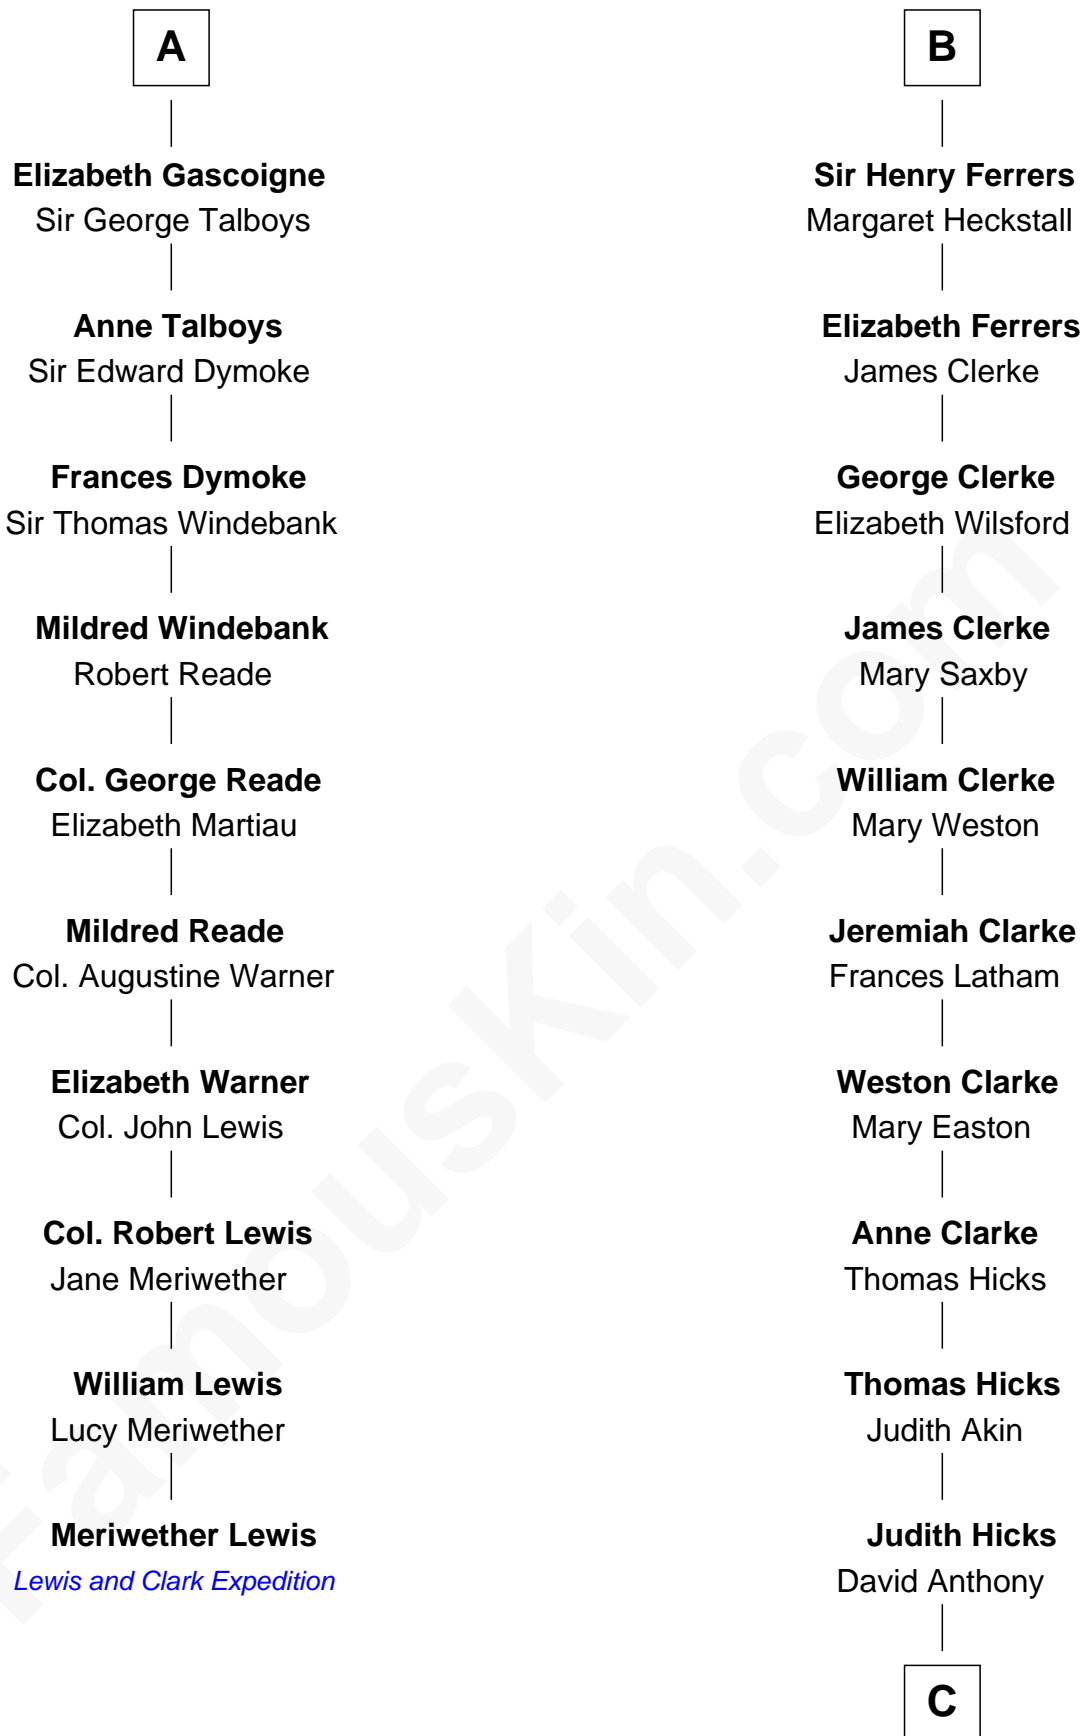 A
Elizabeth Gascoigne
Sir George Talboys
Anne Talboys
Sir Edward Dymoke
Frances Dymoke
Sir Thomas Windebank
Mildred Windebank
Robert Reade
Col. George Reade
Elizabeth Martiau
Mildred Reade
Col. Augustine Warner
Elizabeth Warner
Col. John Lewis
Col. Robert Lewis
Jane Meriwether
William Lewis
Lucy Meriwether
Meriwether Lewis
Lewis and Clark Expedition
B
Sir Henry Ferrers
Margaret Heckstall
Elizabeth Ferrers
James Clerke
George Clerke
Elizabeth Wilsford
James Clerke
Mary Saxby
William Clerke
Mary Weston
Jeremiah Clarke
Frances Latham
Weston Clarke
Mary Easton
Anne Clarke
Thomas Hicks
Thomas Hicks
Judith Akin
Judith Hicks
David Anthony
C
FamousKin.com